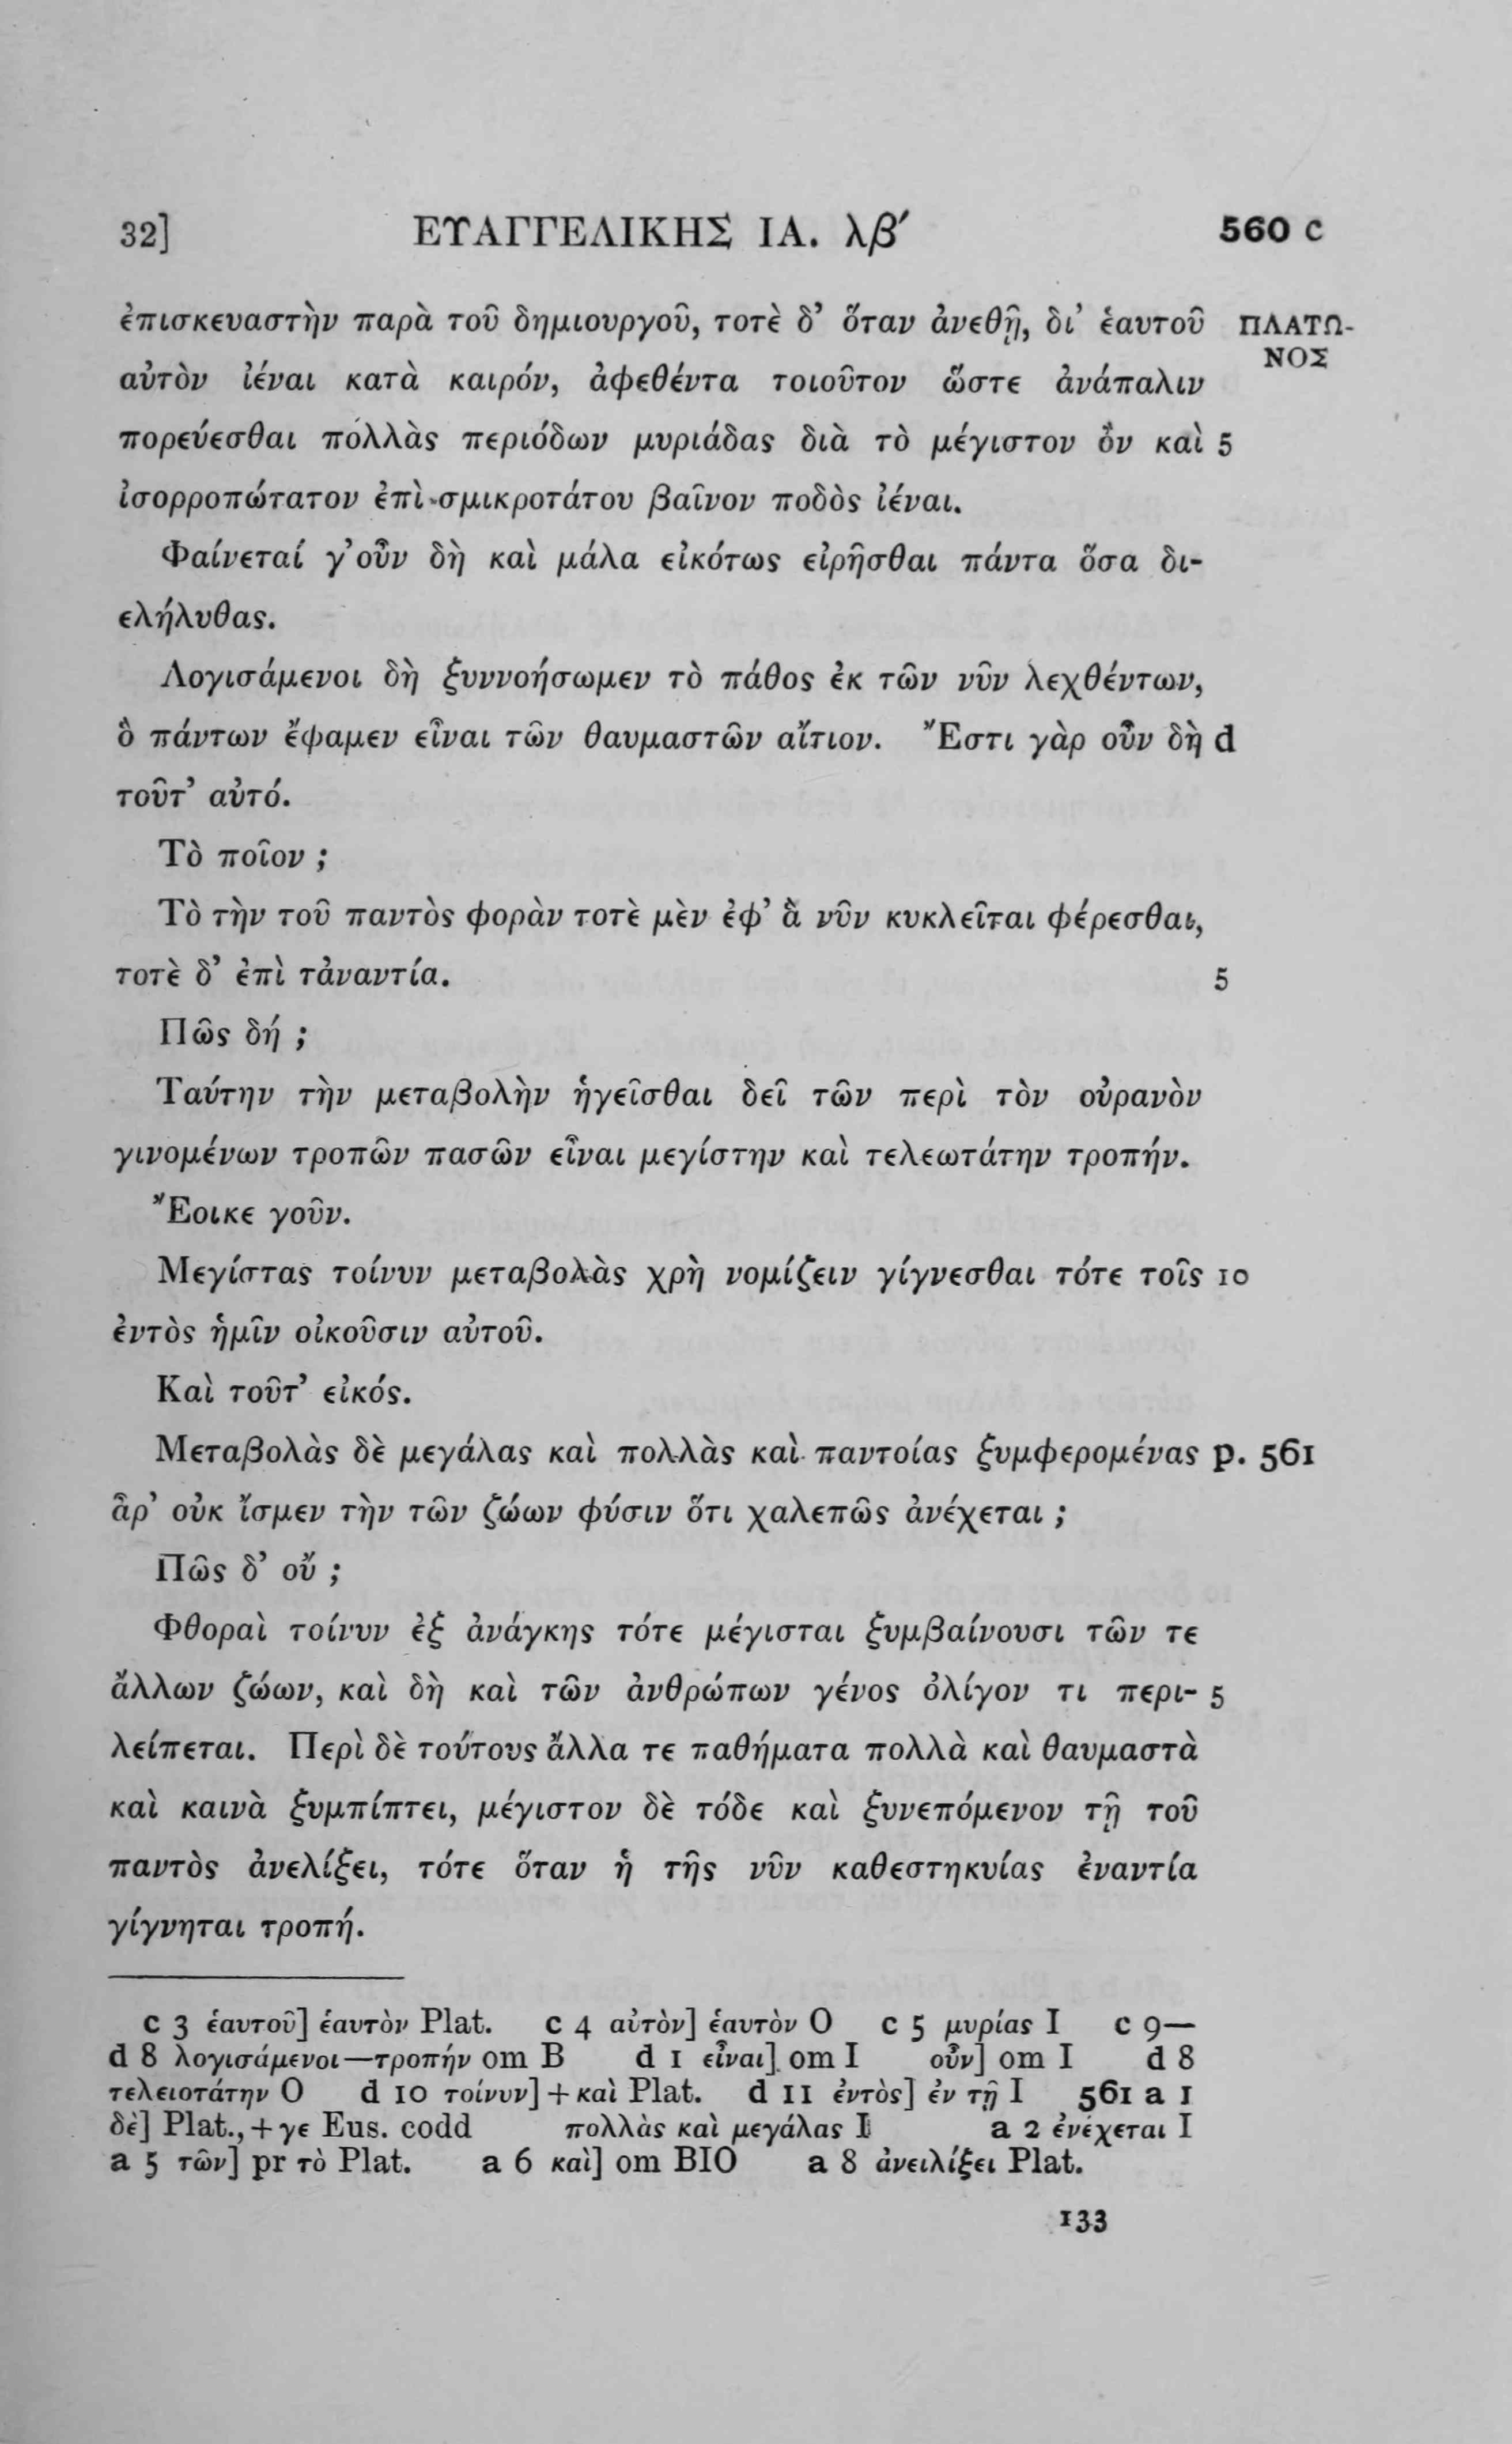 32] ΕΥΑΓΓΕΛΙΚΗΣ ΙΑ. λβʹ 560 c
ἐπισκευαστὴν παρὰ τοῦ δημιουργοῦ, τοτὲ δ’ ὅταν ἀνεθῇ, δι’ ἑαυτοῦ ΠΛΑΤΩ-
ΝΟΣ
αὐτὸν ἰέναι κατὰ καιρόν, ἀφεθέντα τοιοῦτον ὥστε ἀνάπαλιν
πορεύεσθαι πολλὰς περιόδων μυριάδας διὰ τὸ μέγιστον ὂν καὶ 5
ἰσορροπώτατον ἐπὶ σμικροτάτου βαῖνον ποδὸς ἰέναι.
Φαίνεταί γ’οὖν δὴ καὶ μάλα εἰκότως εἰρῆσθαι πάντα ὅσα δι-
ελήλυθας.
Λογισάμενοι δὴ ξυννοήσωμεν τὸ πάθος ἐκ τῶν νῦν λεχθέντων,
ὃ πάντων ἔφαμεν εἶναι τῶν θαυμαστῶν αἴτιον. Ἔστι γὰρ οὖν δὴ d
τοῦτ’ αὐτό.
Τὸ ποῖον ;
Τὸ τὴν τοῦ παντὸς φορὰν τοτὲ μὲν ἐφ’ ἃ νῦν κυκλεῖται φέρεσθαι,
τοτὲ δ’ ἐπὶ τἀναντία. 5
Πῶς δή ;
Ταύτην τὴν μεταβολὴν ἡγεῖσθαι δεῖ τῶν περὶ τὸν οὐρανὸν
γινομένων τροπῶν πασῶν εἶναι μεγίστην καὶ τελεωτάτην τροπήν.
Ἔοικε γοῦν.
Μεγίστας τοίνυν μεταβολὰς χρὴ νομίζειν γίγνεσθαι τότε τοῖς 10
ἐντὸς ἡμῖν οἰκοῦσιν αὐτοῦ.
Καὶ τοῦτ’ εἰκός.
Μεταβολὰς δὲ μεγάλας καὶ πολλὰς καὶ παντοίας ξυμφερομένας p. 561
ἆρ’ οὐκ ἴσμεν τὴν τῶν ζώων φύσιν ὅτι χαλεπῶς ἀνέχεται ;
Πῶς δ’ οὔ ;
Φθοραὶ τοίνυν ἐξ ἀνάγκης τότε μέγισται ξυμβαίνουσι τῶν τε
ἄλλων ζώων, καὶ δὴ καὶ τῶν ἀνθρώπων γένος ὀλίγον τι περι- 5
λείπεται. Περὶ δὲ τούτους ἄλλα τε παθήματα πολλὰ καὶ θαυμαστὰ
καὶ καινὰ ξυμπίπτει, μέγιστον δὲ τόδε καὶ ξυνεπόμενον τῇ τοῦ
παντὸς ἀνελίξει, τότε ὅταν ἡ τῆς νῦν καθεστηκυίας ἐναντία
γίγνηται τροπή.
c 3 ἑαυτοῦ] ἑαυτὸν Plat. c 4 αὐτὸν] ἑαυτὸν O c 5 μυρίας I c 9—
d 8 λογισάμενοι—τροπήν om B d 1 εἶναι] om I οὖν] om I d 8
τελειοτάτην O d 10 τοίνυν] + καὶ Plat. d 11 ἐντὸς] ἐν τῇ I 561 a 1
δὲ] Plat., + γε Eus. codd πολλὰς καὶ μεγάλας I a 2 ἐνέχεται I
a 5 τῶν] pr τὸ Plat. a 6 καὶ] om BIO a 8 ἀνειλίξει Plat.
133